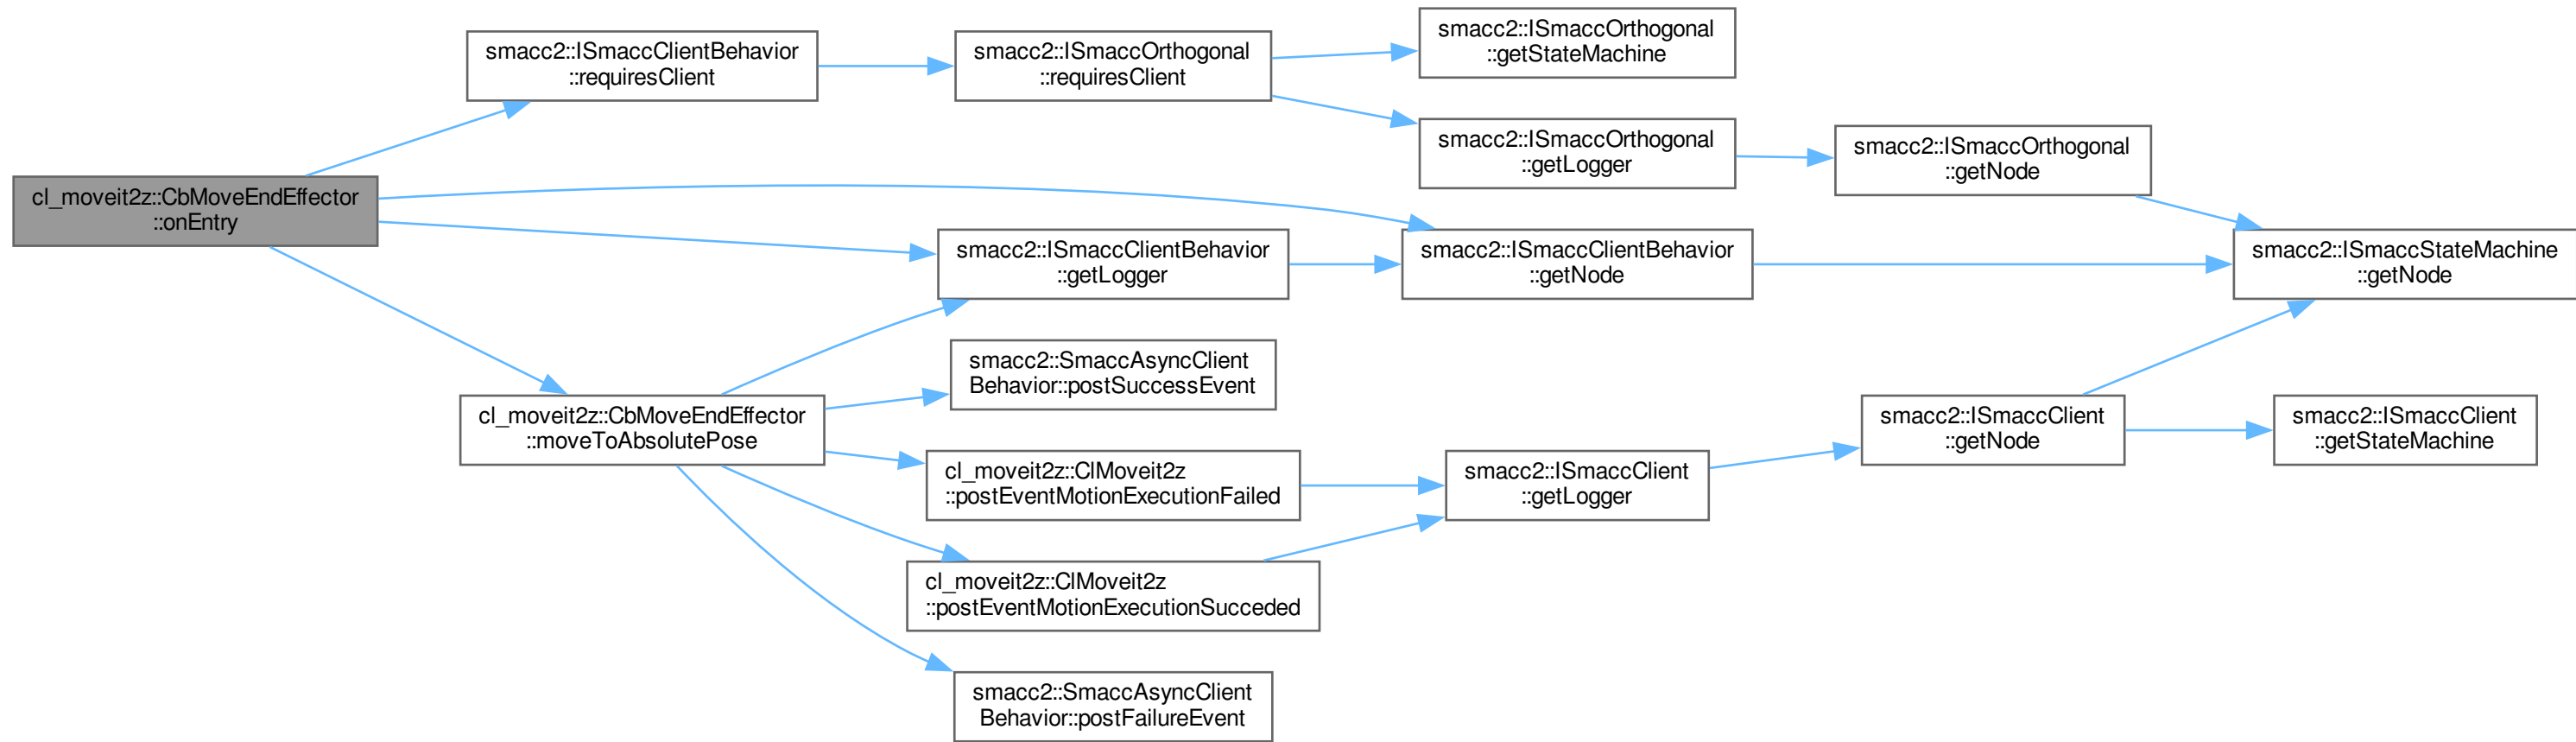 smacc2::ISmaccOrthogonal
::getStateMachine
smacc2::ISmaccClientBehavior
::requiresClient
smacc2::ISmaccOrthogonal
::requiresClient
smacc2::ISmaccOrthogonal
::getLogger
smacc2::ISmaccOrthogonal
::getNode
cl_moveit2z::CbMoveEndEffector
::onEntry
smacc2::ISmaccClientBehavior
::getLogger
smacc2::ISmaccClientBehavior
::getNode
smacc2::ISmaccStateMachine
::getNode
smacc2::SmaccAsyncClient
Behavior::postSuccessEvent
cl_moveit2z::CbMoveEndEffector
::moveToAbsolutePose
smacc2::ISmaccClient
::getNode
smacc2::ISmaccClient
::getStateMachine
cl_moveit2z::ClMoveit2z
::postEventMotionExecutionFailed
smacc2::ISmaccClient
::getLogger
cl_moveit2z::ClMoveit2z
::postEventMotionExecutionSucceded
smacc2::SmaccAsyncClient
Behavior::postFailureEvent